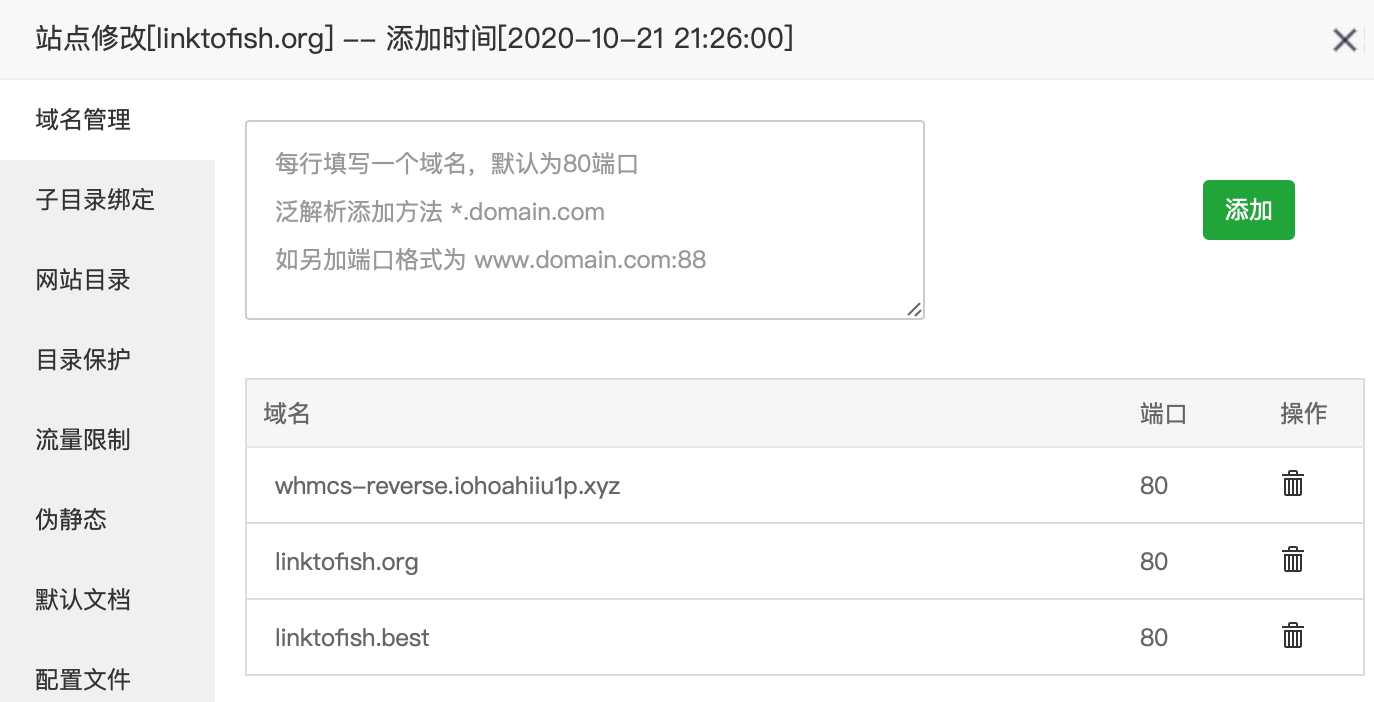 站点修改[linktofish.org] -- 添加时间[2020-10-21 21:26:00]
域名管理
子目录绑定
网站目录
目录保护
流量限制
伪静态
默认文档
配置文件
每行填写一个域名，默认为80端口
泛解析添加方法 *.domain.com
如另加端口格式为 www.domain.com:88
添加
域名 端口 操作
whmcs-reverse.iohoahiiu1p.xyz 80
linktofish.org 80
linktofish.best 80